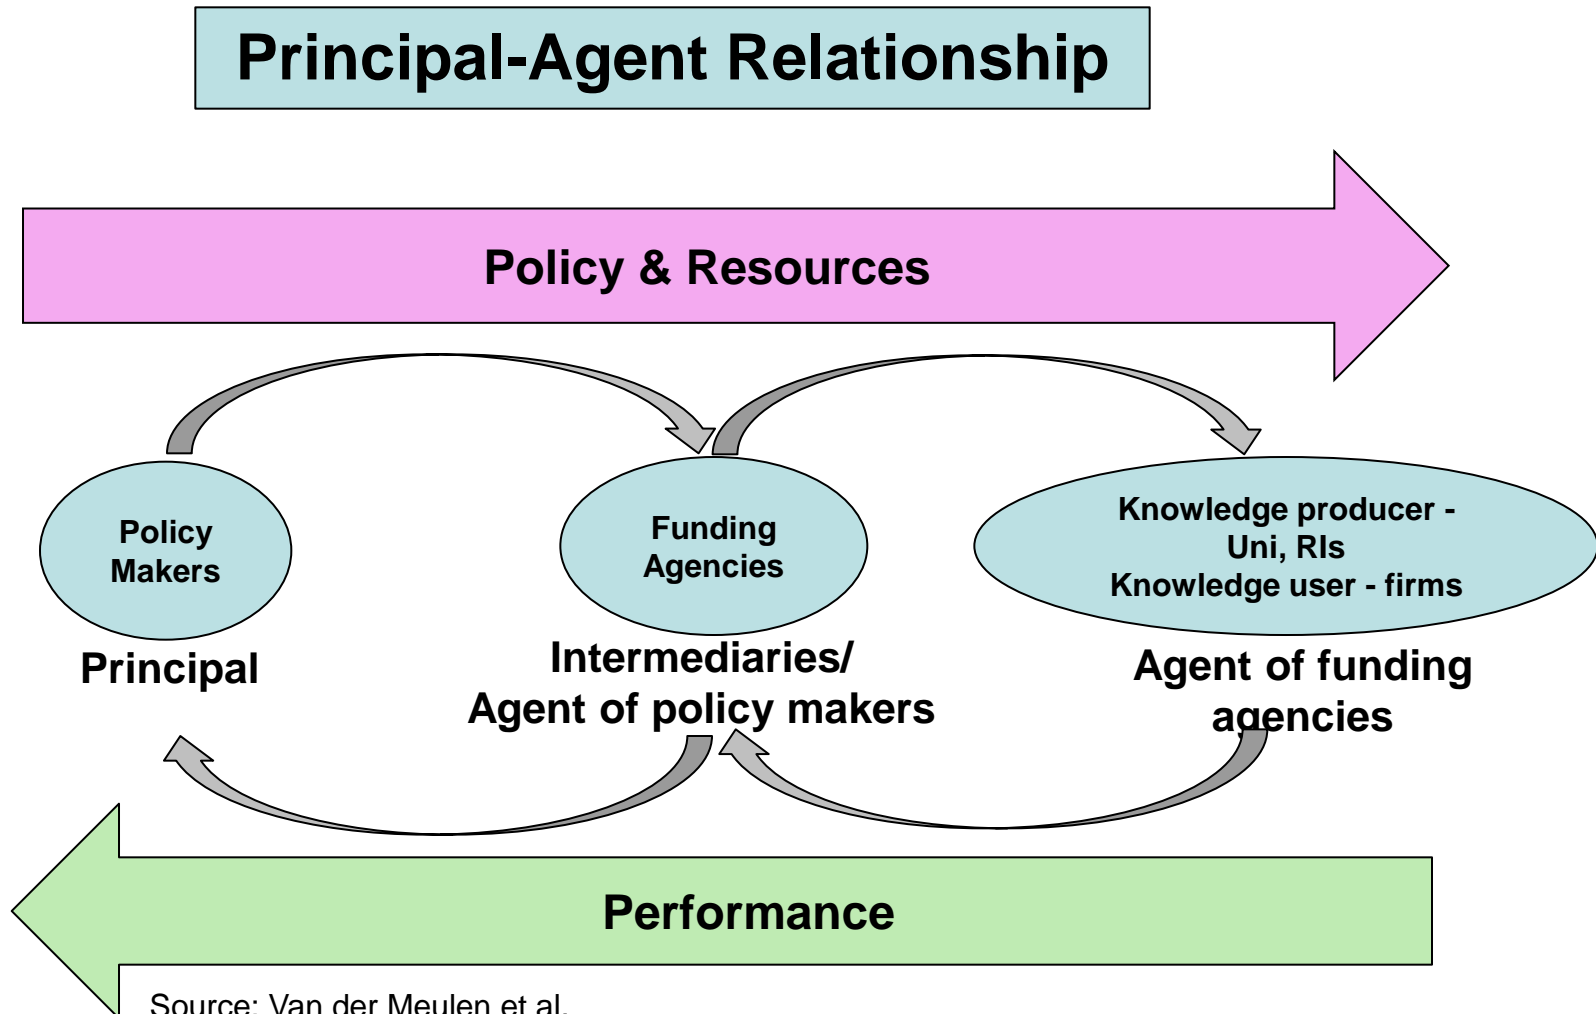 Principal-Agent Relationship
Policy & Resources
Policy
Makers
Funding
Agencies
Knowledge producer -
Uni, RIs
Knowledge user - firms
Principal
Intermediaries/
Agent of policy makers
Agent of funding
agencies
Performance
Source: Van der Meulen et al.